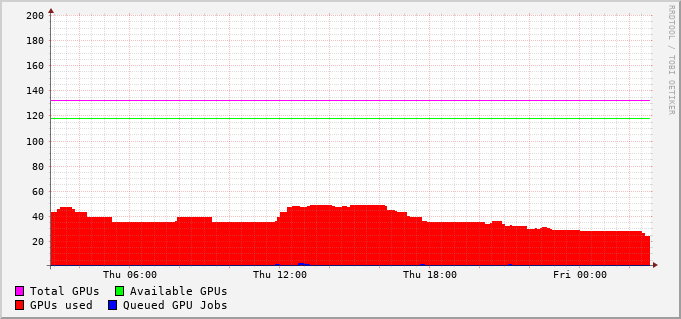 200
180
160
140
120
100
80
60
40
20
Thu 06:00 Thu 12:00 Thu 18:00 Fri 00:00
Total GPUs Available GPUs
GPUs used Queued GPU Jobs
RRDTOOL / TOBI OETIKER